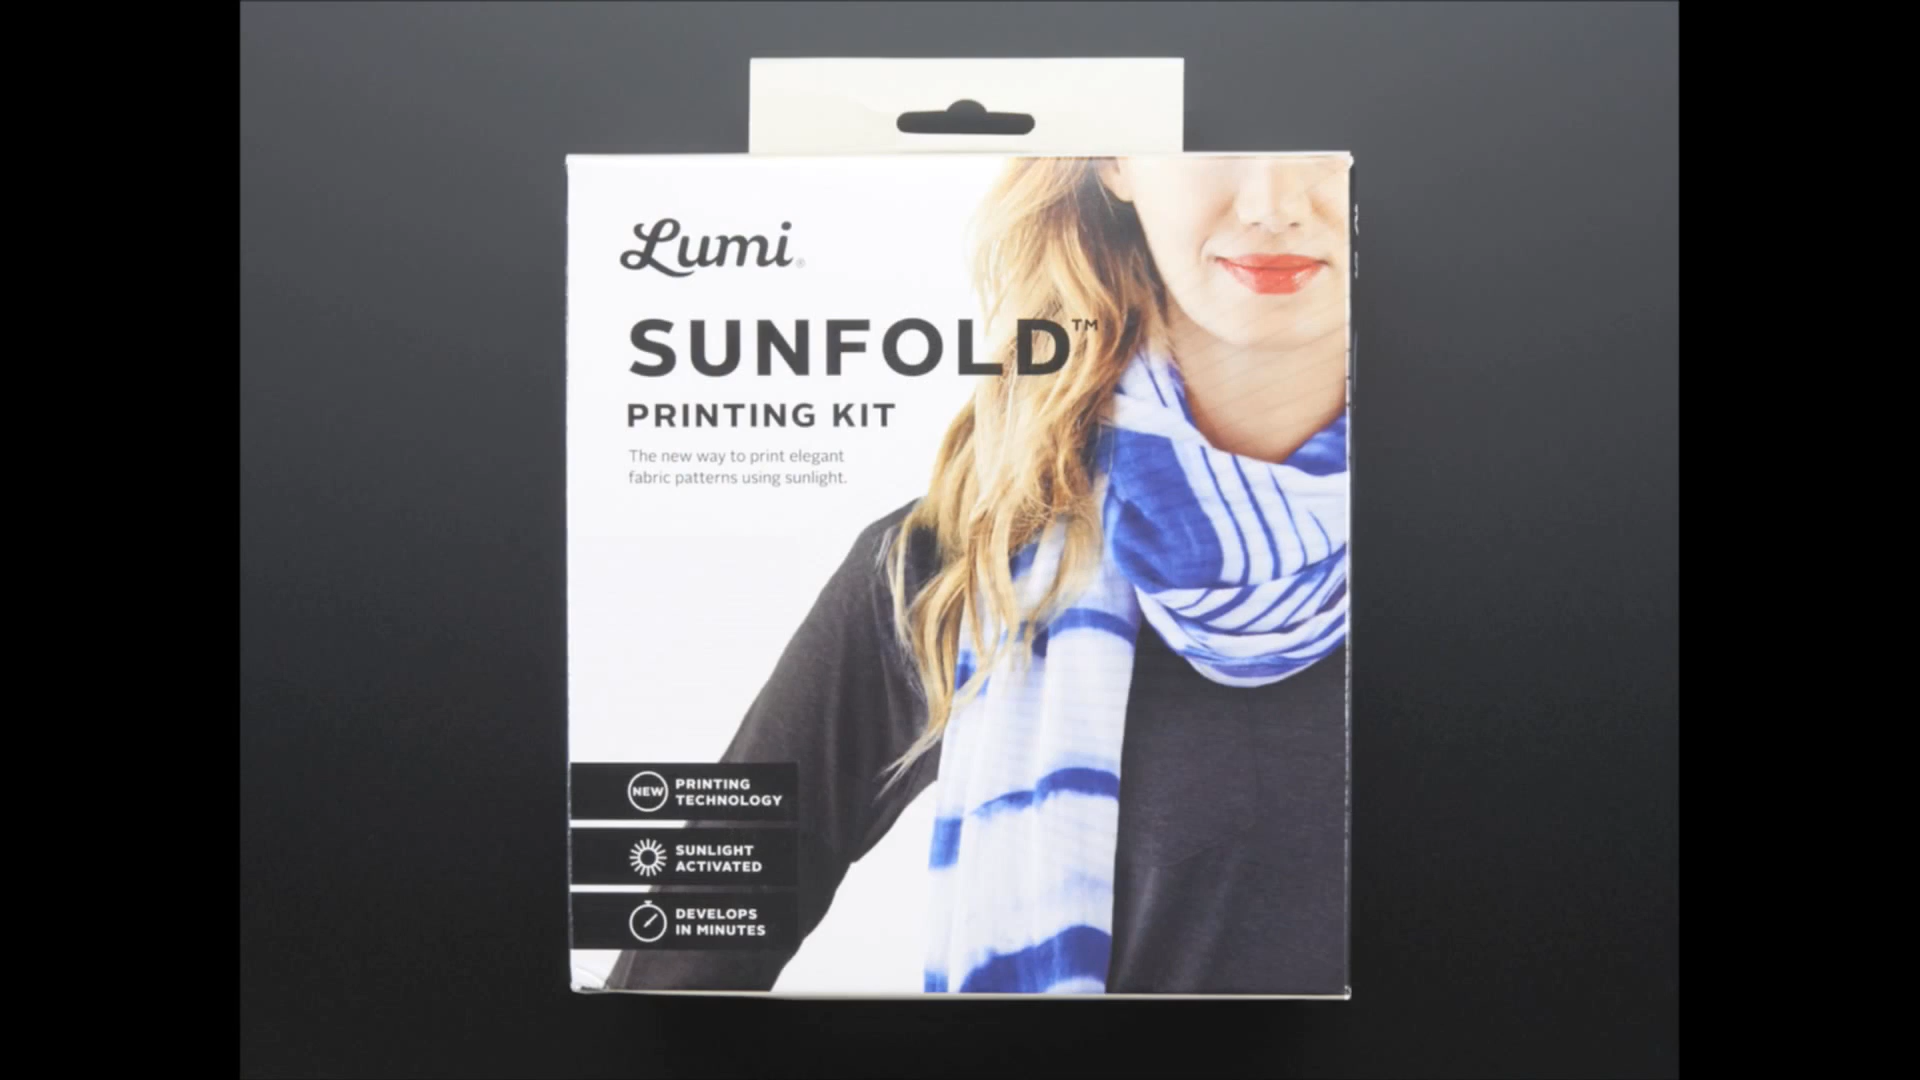 Lumi®
SUNFOLD™
PRINTING KIT
The new way to print elegant
fabric patterns using sunlight.
NEW
PRINTING
TECHNOLOGY
SUNLIGHT
ACTIVATED
DEVELOPS
IN MINUTES